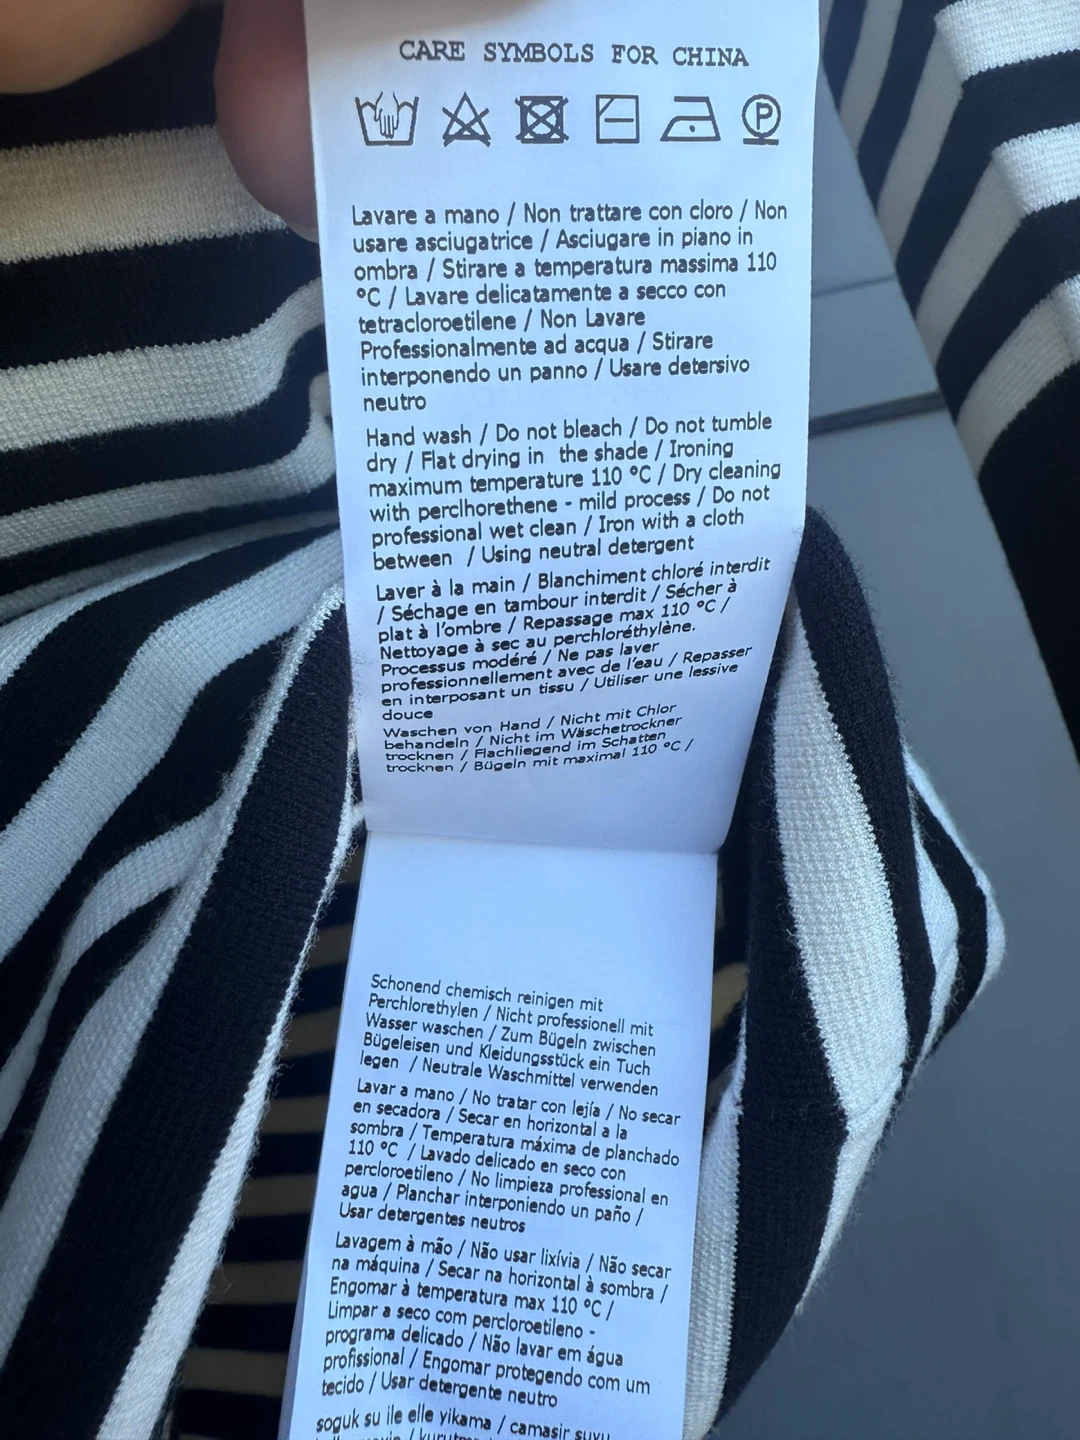 CARE SYMBOLS FOR CHINA
P
Lavare a mano / Non trattare con cloro / Non
usare asciugatrice / Asciugare in piano in
ombra / Stirare a temperatura massima 110
°C / Lavare delicatamente a secco con
tetracloroetilene / Non Lavare
Professionalmente ad acqua / Stirare
interponendo un panno / Usare detersivo
neutro
Hand wash / Do not bleach / Do not tumble
dry / Flat drying in the shade / Ironing
maximum temperature 110 °C / Dry cleaning
with perclhorethene - mild process / Do not
professional wet clean / Iron with a cloth
between / Using neutral detergent
Laver à la main / Blanchiment chloré interdit
/ Séchage en tambour interdit / Sécher à
plat à l'ombre / Repassage max 110 °C /
Nettoyage à sec au perchloréthylène.
Processus modéré / Ne pas laver
professionnellement avec de l'eau / Repasser
en interposant un tissu / Utiliser une lessive
douce
Waschen von Hand / Nicht mit Chlor
behandeln / Nicht im Wäschetrockner
trocknen / Flachliegend im Schatten
trocknen / Bügeln mit maximal 110 °C /
Schonend chemisch reinigen mit
Perchlorethylen / Nicht professionell mit
Wasser waschen / Zum Bügeln zwischen
Bügeleisen und Kleidungsstück ein Tuch
legen / Neutrale Waschmittel verwenden
Lavar a mano / No tratar con lejía / No secar
en secadora / Secar en horizontal a la
sombra / Temperatura máxima de planchado
110 °C / Lavado delicado en seco con
percloroetileno / No limpieza profesional en
agua / Planchar interponiendo un paño /
Usar detergentes neutros
Lavagem à mão / Não usar lixívia / Não secar
na máquina / Secar na horizontal à sombra /
Engomar à temperatura max 110 °C /
Limpar a seco com percloroetileno -
programa delicado / Não lavar em água
profissional / Engomar protegendo com um
tecido / Usar detergente neutro
soguk su ile elle yikama / camasir suyu